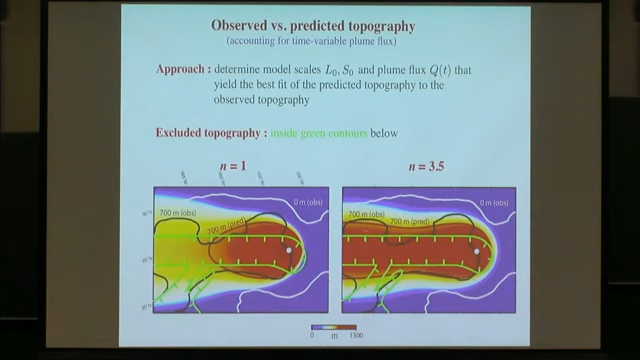 Observed vs. predicted topography
(accounting for time-variable plume flux)
Approach : determine model scales L₀, S₀ and plume flux Q(t) that
yield the best fit of the predicted topography to the
observed topography
Excluded topography : inside green contours below
n = 1
n = 3.5
0 m (obs)
700 m (obs)
700 m (pred)
0 m (obs)
700 m (obs)
700 m (pred)
0
m
1300